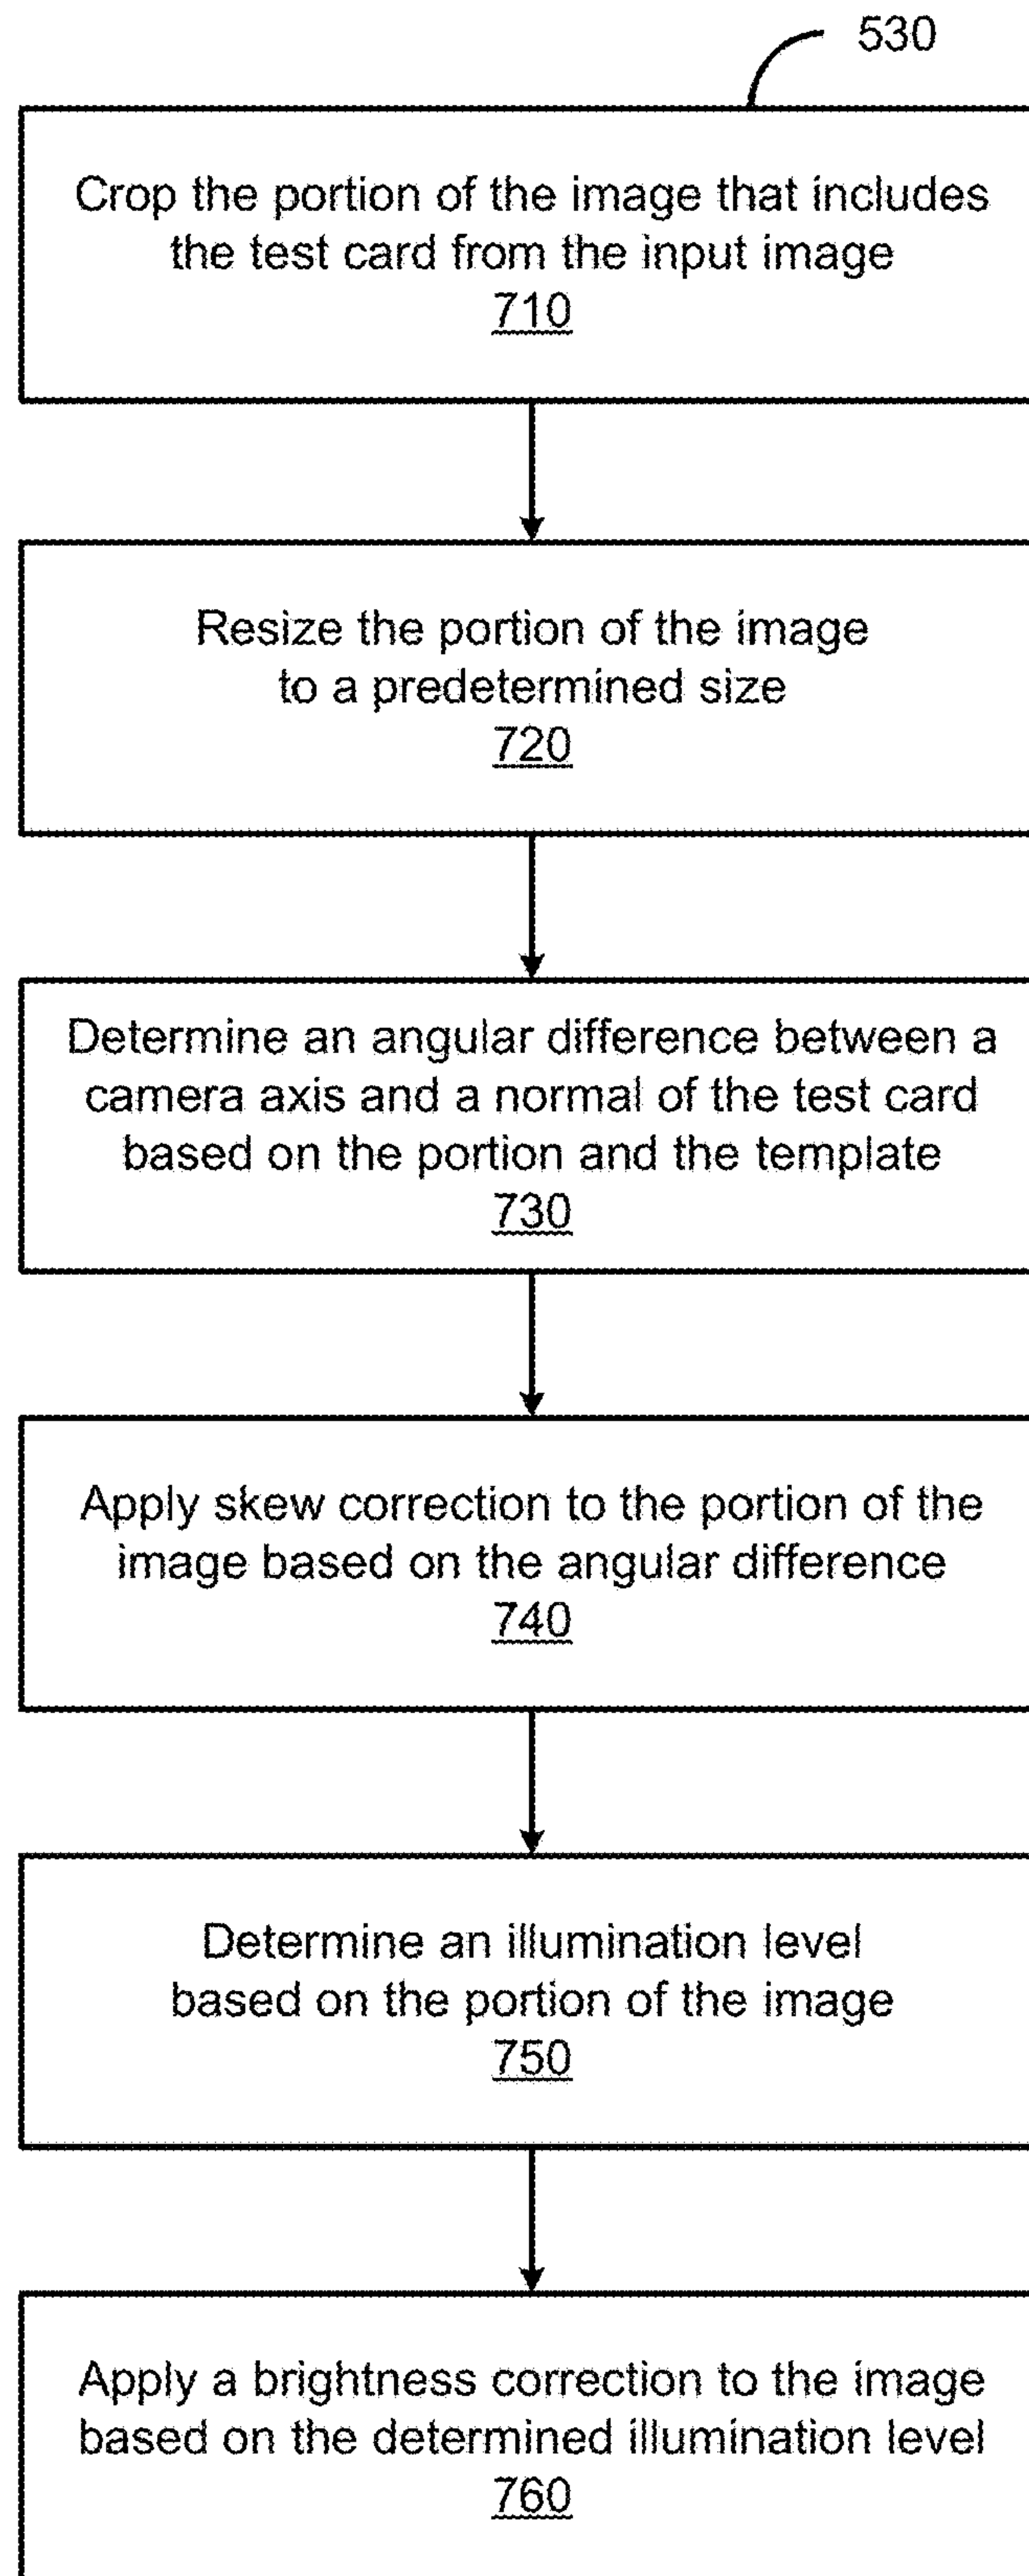 530
Crop the portion of the image that includes
the test card from the input image
710
Resize the portion of the image
to a predetermined size
720
Determine an angular difference between a
camera axis and a normal of the test card
based on the portion and the template
730
Apply skew correction to the portion of the
image based on the angular difference
740
Determine an illumination level
based on the portion of the image
750
Apply a brightness correction to the image
based on the determined illumination level
760